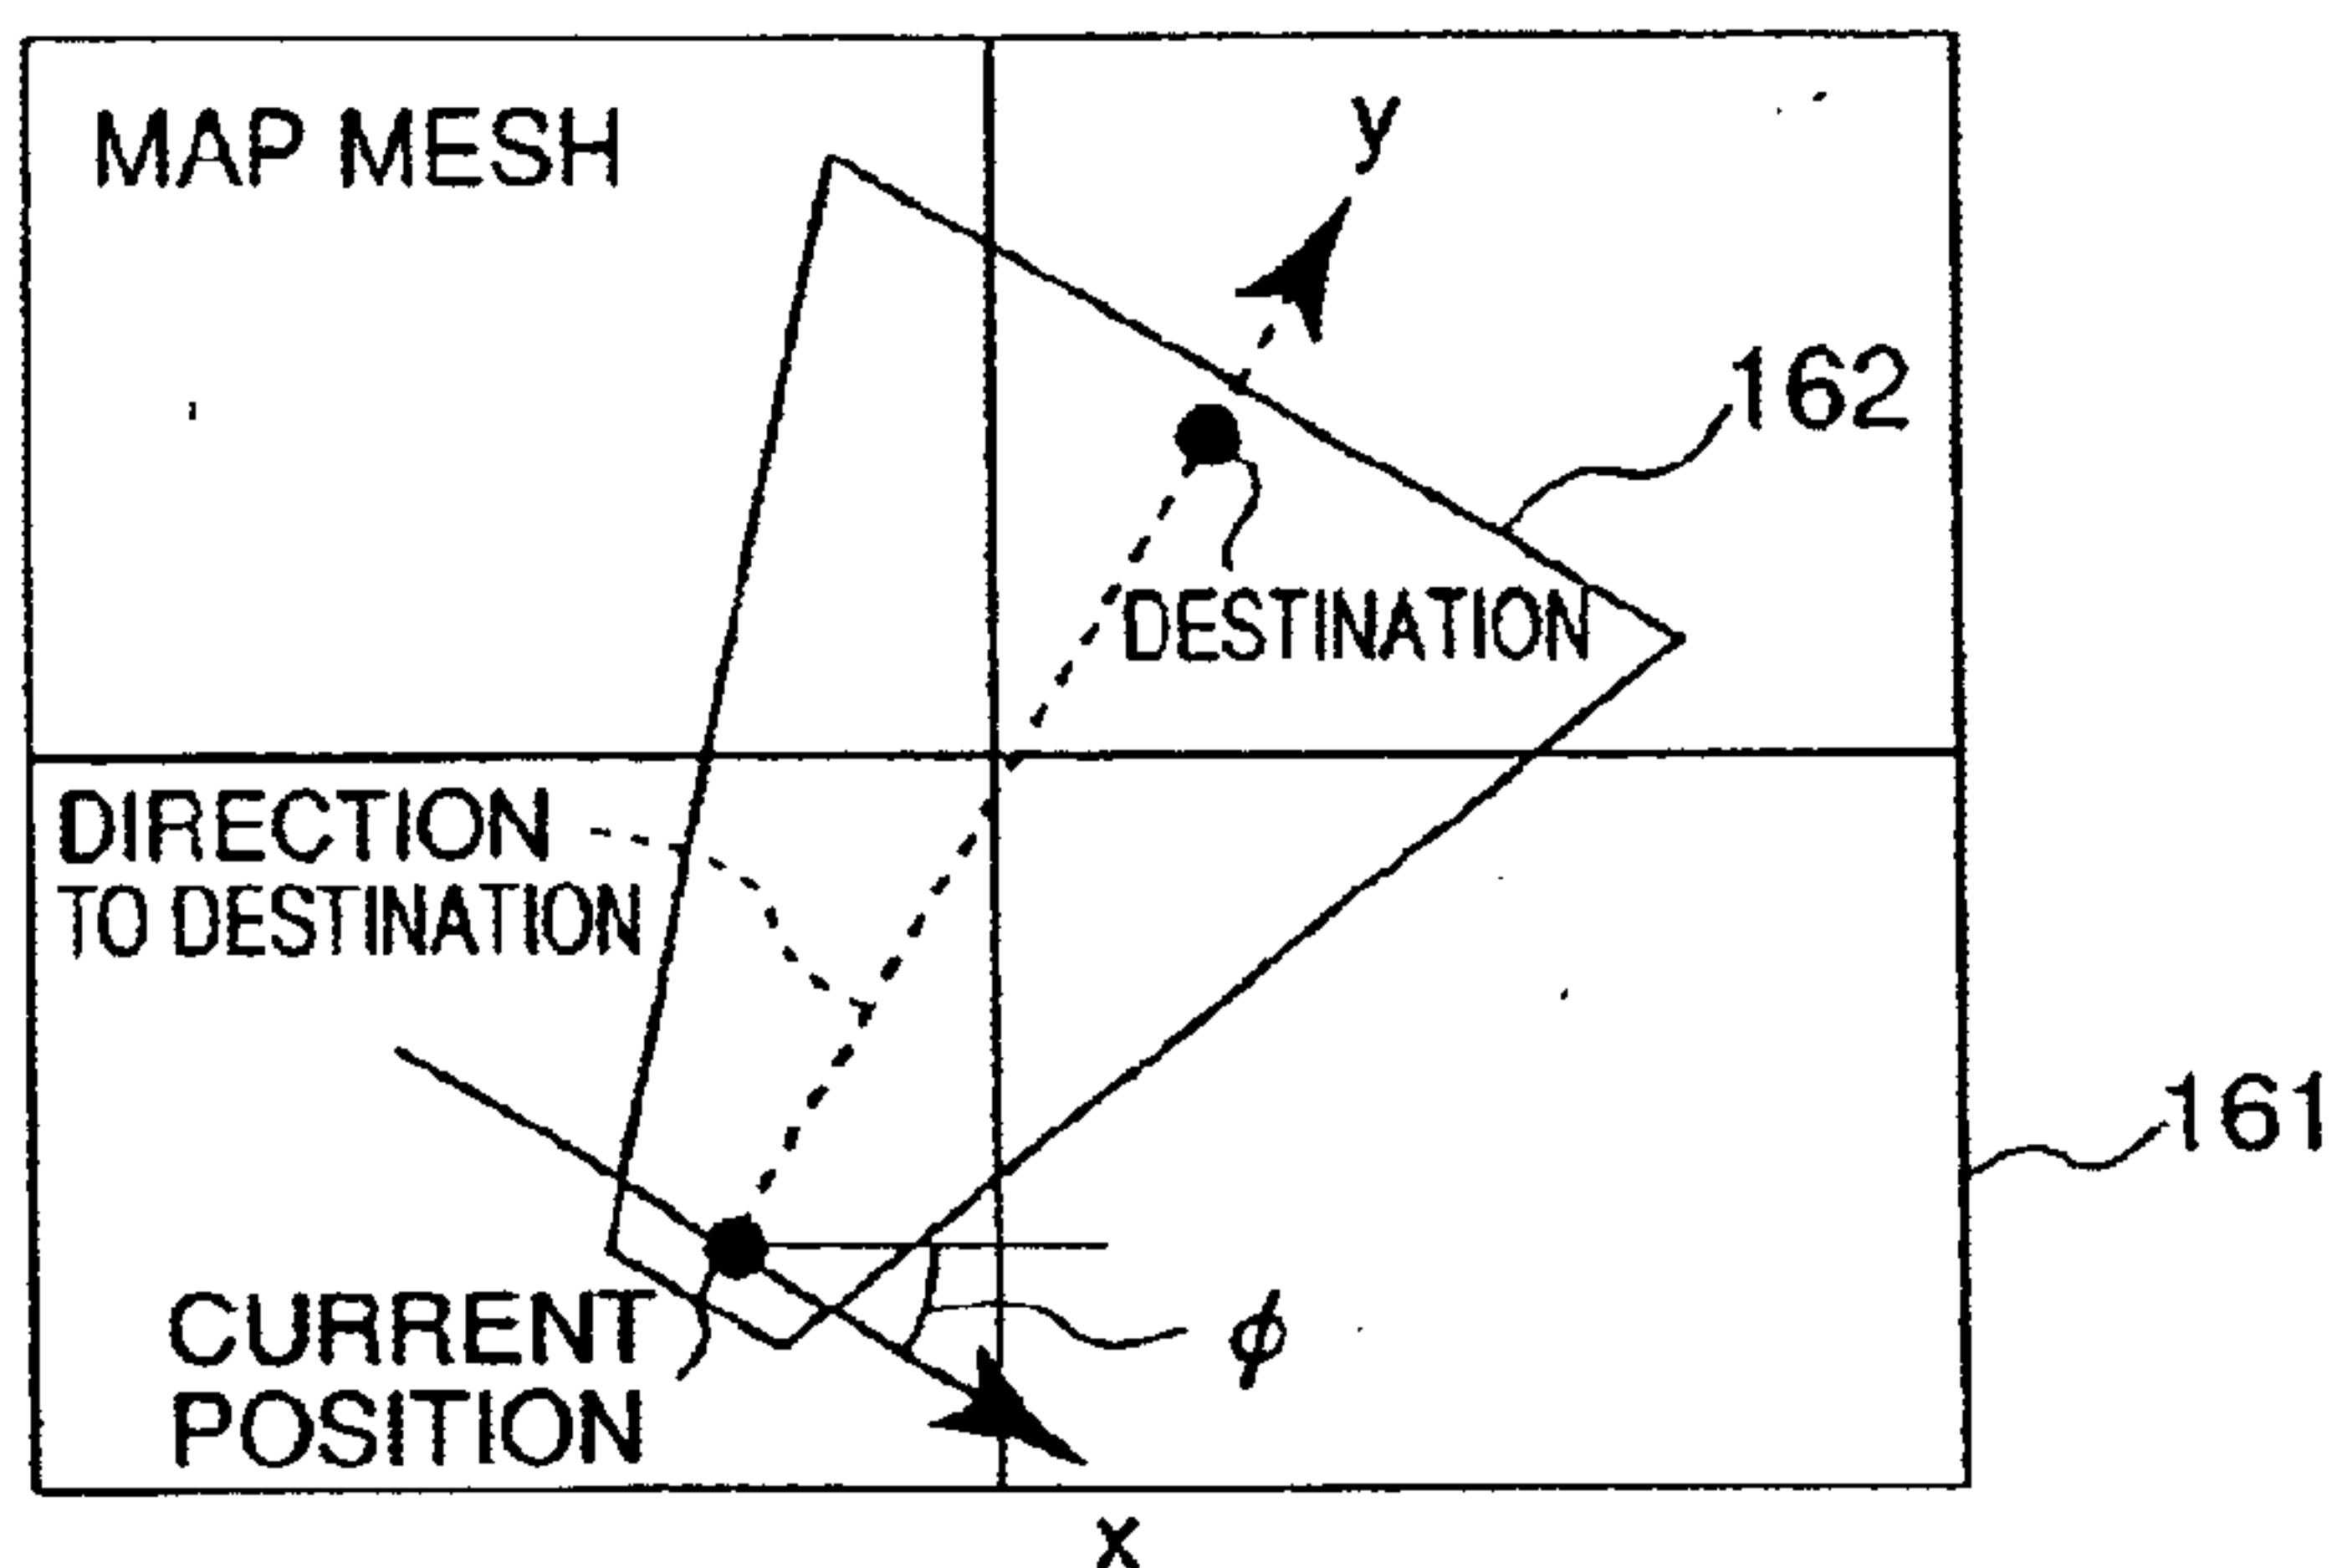 MAP MESH
y
162
DESTINATION
DIRECTION
TO DESTINATION
161
CURRENT
POSITION
ϕ
x